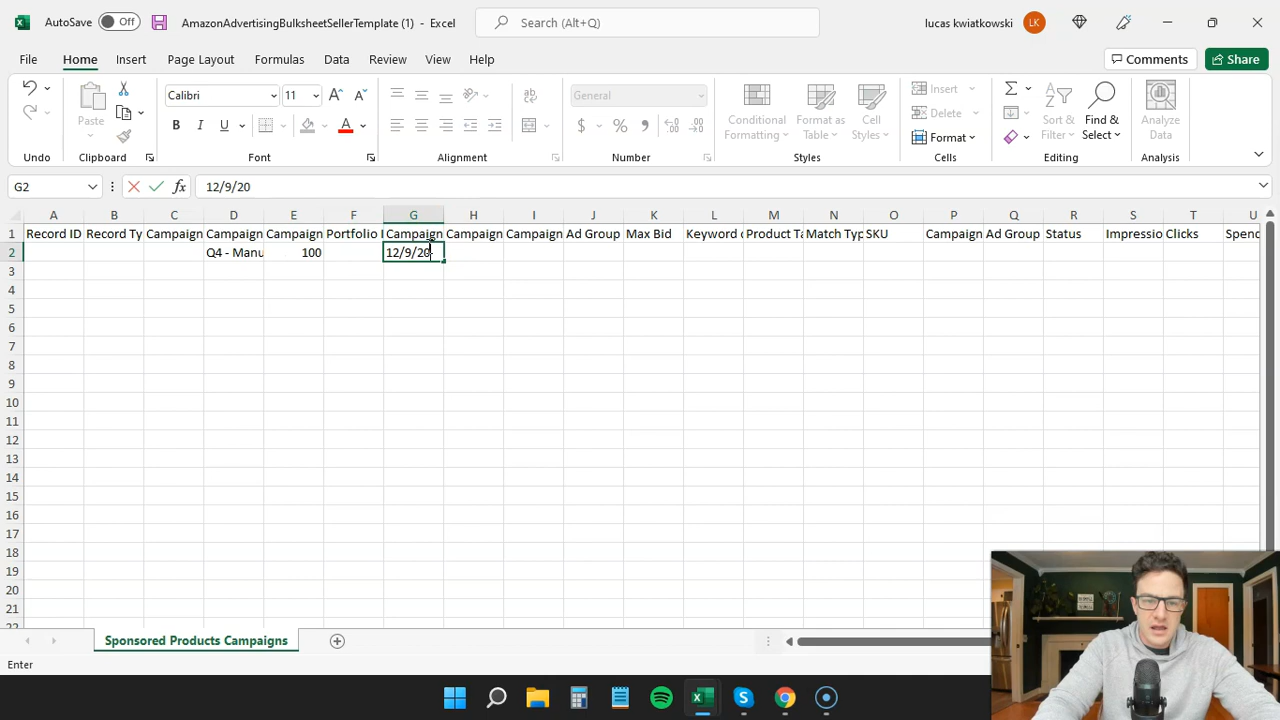 AutoSave Off AmazonAdvertisingBulksheetSellerTemplate (1) - Excel Search (Alt+Q) lucas kwiatkowski LK
File Home Insert Page Layout Formulas Data Review View Help Comments Share
Calibri 11 General Insert
Paste Conditional Formatting Format as Table Cell Styles Delete Sort & Filter Find & Select Analyze Data
B I U A $ % , Format
Undo Clipboard Font Alignment Number Styles Cells Editing Analysis
G2 fx 12/9/20
A B C D E F G H I J K L M N O P Q R S T U
1 Record ID Record Ty Campaign Campaign Campaign Portfolio I Campaign Campaign Campaign Ad Group Max Bid Keyword o Product Ta Match Typ SKU Campaign Ad Group Status Impressio Clicks Spend
2 Q4 - Manu 100 12/9/20
3
4
5
6
7
8
9
10
11
12
13
14
15
16
17
18
19
20
21
22
Sponsored Products Campaigns
Enter